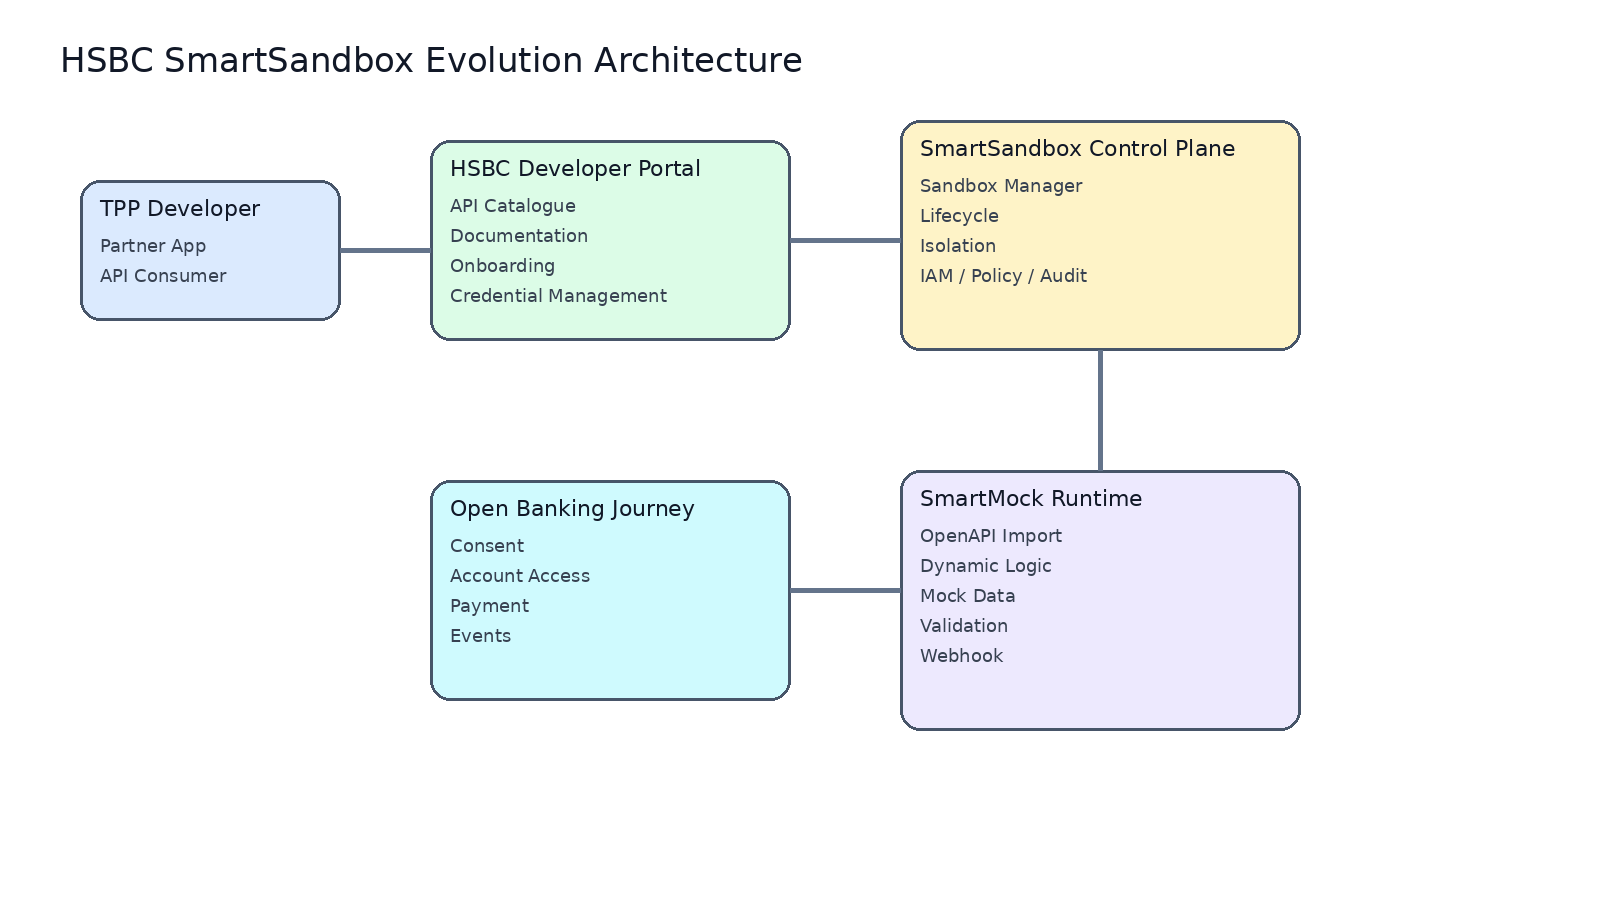 HSBC SmartSandbox Evolution Architecture
TPP Developer
Partner App
API Consumer
HSBC Developer Portal
API Catalogue
Documentation
Onboarding
Credential Management
SmartSandbox Control Plane
Sandbox Manager
Lifecycle
Isolation
IAM / Policy / Audit
Open Banking Journey
Consent
Account Access
Payment
Events
SmartMock Runtime
OpenAPI Import
Dynamic Logic
Mock Data
Validation
Webhook